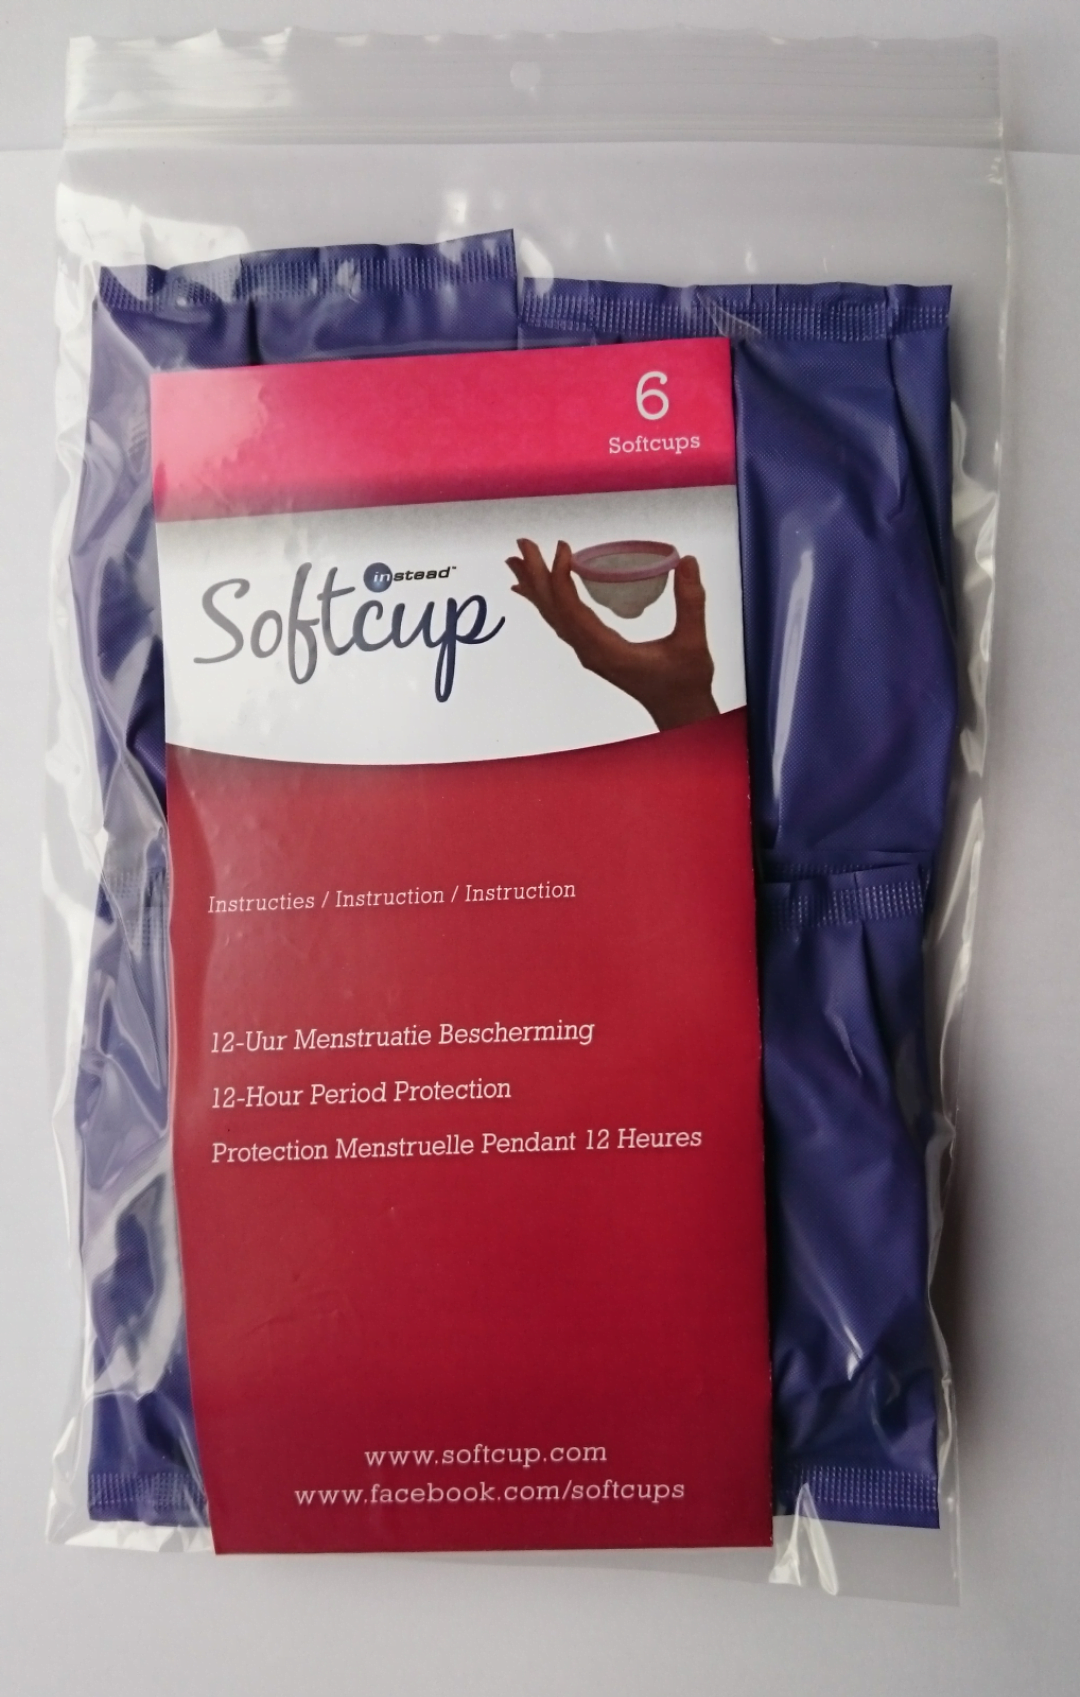 6
Softcups
instead™
Softcup
Instructies / Instruction / Instruction
12-Uur Menstruatie Bescherming
12-Hour Period Protection
Protection Menstruelle Pendant 12 Heures
www.softcup.com
www.facebook.com/softcups